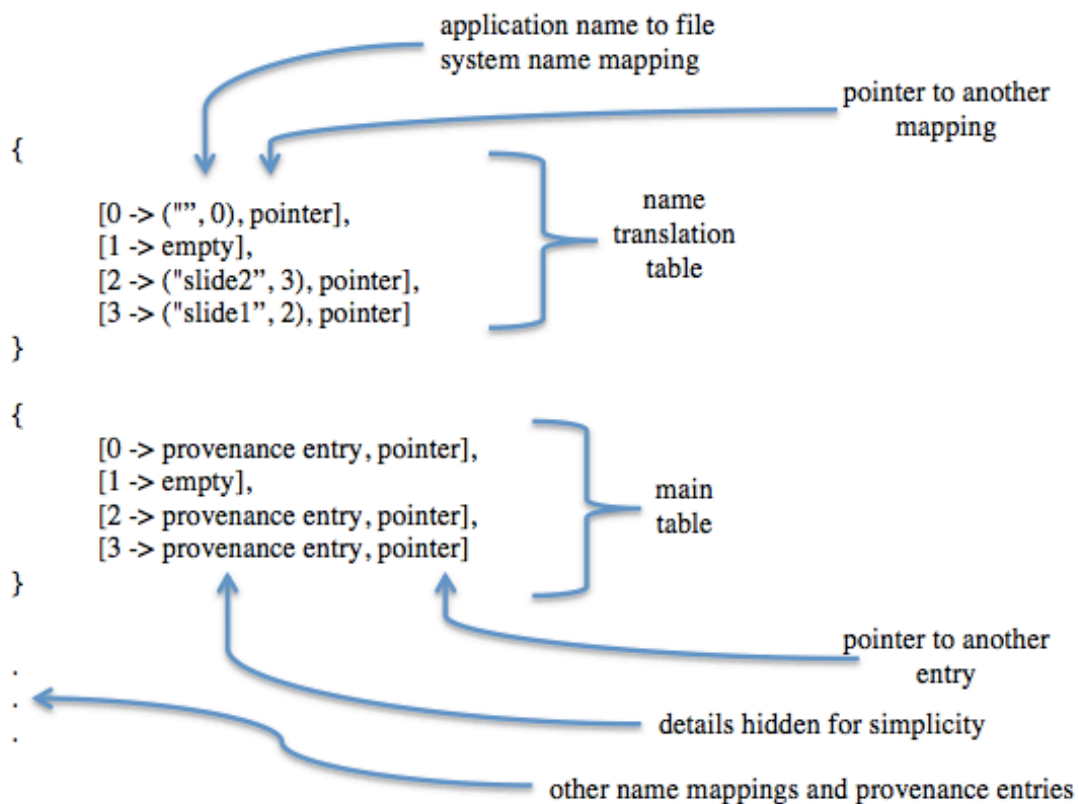 application name to file
system name mapping
pointer to another
mapping
{
[0 -> ("”, 0), pointer],
[1 -> empty],
[2 -> ("slide2”, 3), pointer],
[3 -> ("slide1”, 2), pointer]
}
name
translation
table
{
[0 -> provenance entry, pointer],
[1 -> empty],
[2 -> provenance entry, pointer],
[3 -> provenance entry, pointer]
}
main
table
pointer to another
entry
.
.
.
details hidden for simplicity
other name mappings and provenance entries